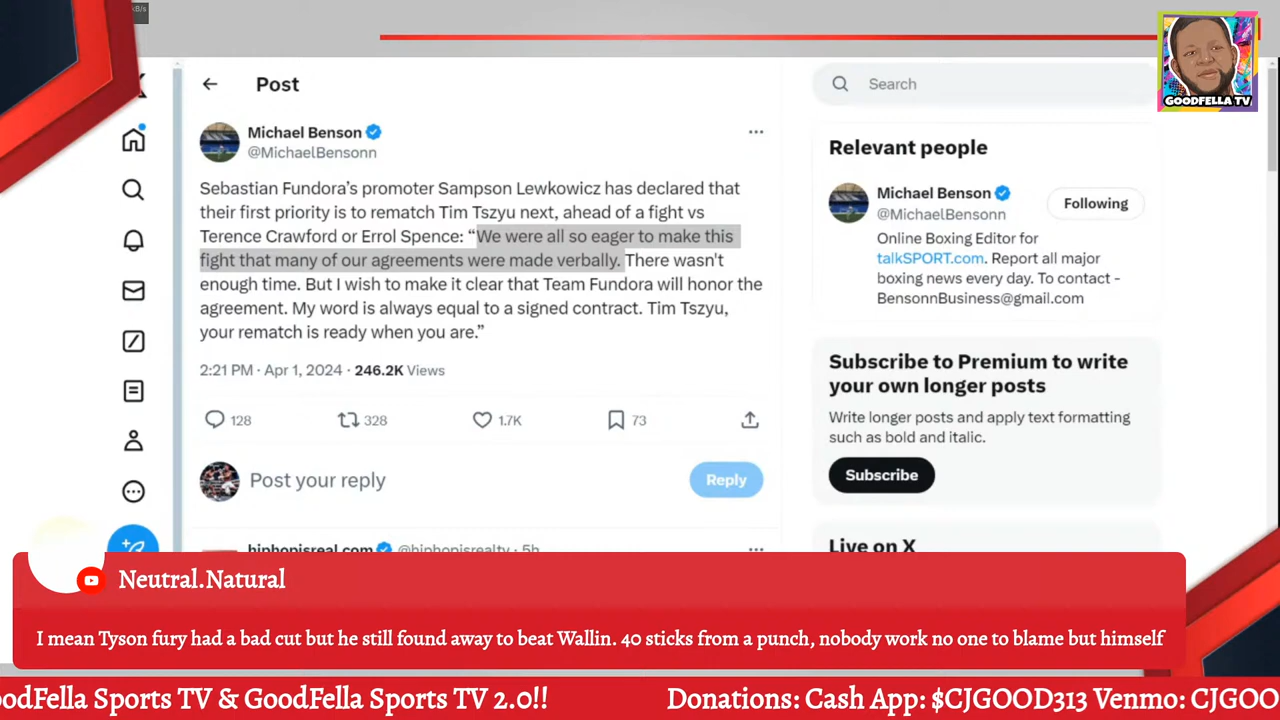 kB/s
Post
Search
GOODFELLA TV
Michael Benson
@MichaelBensonn
Sebastian Fundora's promoter Sampson Lewkowicz has declared that
their first priority is to rematch Tim Tszyu next, ahead of a fight vs
Terence Crawford or Errol Spence: “We were all so eager to make this
fight that many of our agreements were made verbally. There wasn't
enough time. But I wish to make it clear that Team Fundora will honor the
agreement. My word is always equal to a signed contract. Tim Tszyu,
your rematch is ready when you are.”
2:21 PM · Apr 1, 2024 · 246.2K Views
128 328 1.7K 73
Post your reply
Reply
hiphopisreal.com @hiphopisrealty · 5h
Relevant people
Michael Benson
@MichaelBensonn
Following
Online Boxing Editor for
talkSPORT.com. Report all major
boxing news every day. To contact -
BensonnBusiness@gmail.com
Subscribe to Premium to write
your own longer posts
Write longer posts and apply text formatting
such as bold and italic.
Subscribe
Live on X
Neutral.Natural
I mean Tyson fury had a bad cut but he still found away to beat Wallin. 40 sticks from a punch, nobody work no one to blame but himself
oodFella Sports TV & GoodFella Sports TV 2.0!! Donations: Cash App: $CJGOOD313 Venmo: CJGOO